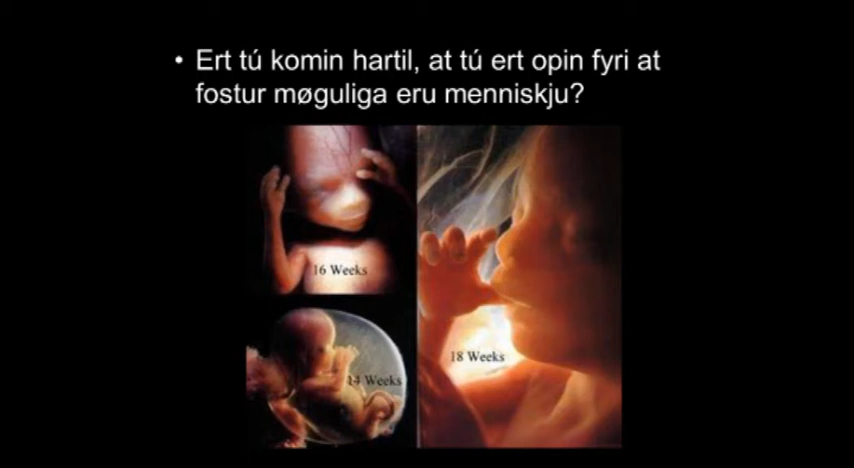 • Ert tú komin hartil, at tú ert opin fyri at
fostur møguliga eru menniskju?
16 Weeks
18 Weeks
14 Weeks